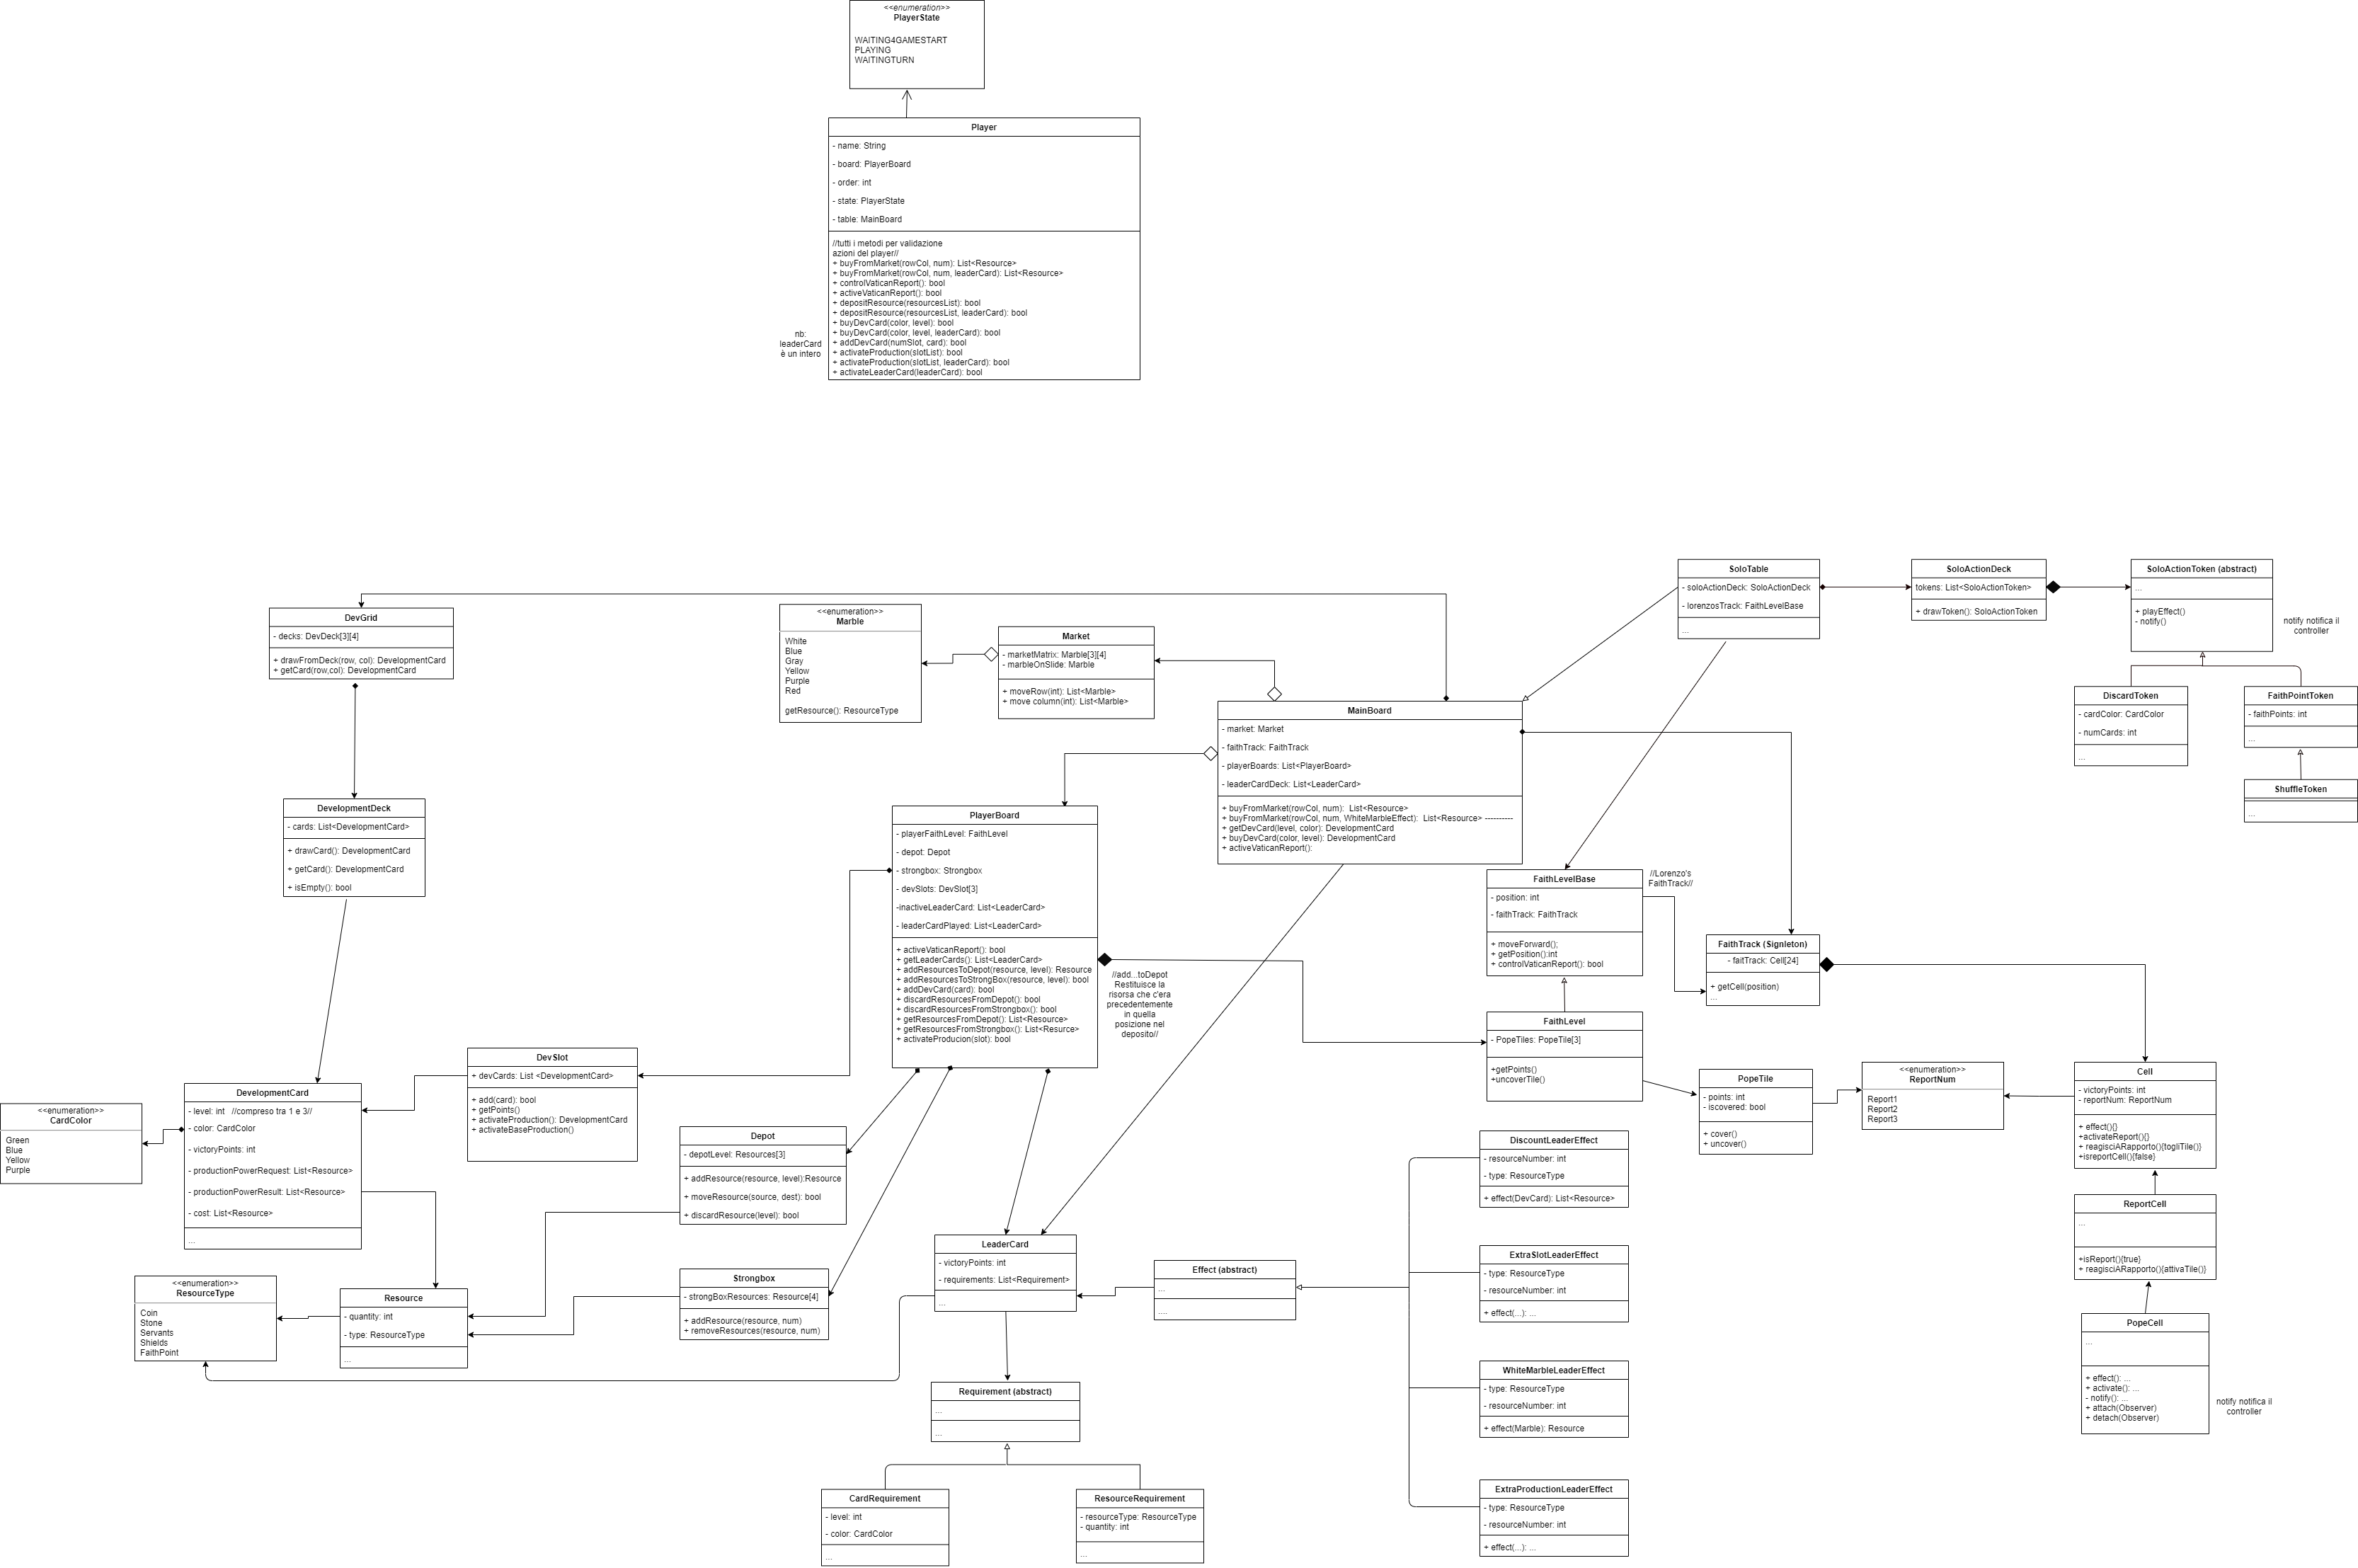 <<enumeration>>
PlayerState
WAITING4GAMESTART
PLAYING
WAITINGTURN
Player
- name: String
- board: PlayerBoard
- order: int
- state: PlayerState
- table: MainBoard
//tutti i metodi per validazione
azioni del player//
+ buyFromMarket(rowCol, num): List<Resource>
+ buyFromMarket(rowCol, num, leaderCard): List<Resource>
+ controlVaticanReport(): bool
+ activeVaticanReport(): bool
+ depositResource(resourcesList): bool
+ depositResource(resourcesList, leaderCard): bool
+ buyDevCard(color, level): bool
+ buyDevCard(color, level, leaderCard): bool
+ addDevCard(numSlot, card): bool
+ activateProduction(slotList): bool
+ activateProduction(slotList, leaderCard): bool
+ activateLeaderCard(leaderCard): bool
nb:
leaderCard
è un intero
SoloTable
- soloActionDeck: SoloActionDeck
- lorenzosTrack: FaithLevelBase
...
SoloActionDeck
tokens: List<SoloActionToken>
+ drawToken(): SoloActionToken
SoloActionToken (abstract)
...
+ playEffect()
- notify()
notify notifica il
controller
DiscardToken
- cardColor: CardColor
- numCards: int
...
FaithPointToken
- faithPoints: int
...
ShuffleToken
...
DevGrid
- decks: DevDeck[3][4]
+ drawFromDeck(row, col): DevelopmentCard
+ getCard(row,col): DevelopmentCard
<<enumeration>>
Marble
White
Blue
Gray
Yellow
Purple
Red
getResource(): ResourceType
Market
- marketMatrix: Marble[3][4]
- marbleOnSlide: Marble
+ moveRow(int): List<Marble>
+ move column(int): List<Marble>
MainBoard
- market: Market
- faithTrack: FaithTrack
- playerBoards: List<PlayerBoard>
- leaderCardDeck: List<LeaderCard>
+ buyFromMarket(rowCol, num):  List<Resource>
+ buyFromMarket(rowCol, num, WhiteMarbleEffect):  List<Resource> ----------
+ getDevCard(level, color): DevelopmentCard
+ buyDevCard(color, level): DevelopmentCard
+ activeVaticanReport():
DevelopmentDeck
- cards: List<DevelopmentCard>
+ drawCard(): DevelopmentCard
+ getCard(): DevelopmentCard
+ isEmpty(): bool
PlayerBoard
- playerFaithLevel: FaithLevel
- depot: Depot
- strongbox: Strongbox
- devSlots: DevSlot[3]
-inactiveLeaderCard: List<LeaderCard>
- leaderCardPlayed: List<LeaderCard>
+ activeVaticanReport(): bool
+ getLeaderCards(): List<LeaderCard>
+ addResourcesToDepot(resource, level): Resource
+ addResourcesToStrongBox(resource, level): bool
+ addDevCard(card): bool
+ discardResourcesFromDepot(): bool
+ discardResourcesFromStrongbox(): bool
+ getResourcesFromDepot(): List<Resource>
+ getResourcesFromStrongbox(): List<Resurce>
+ activateProducion(slot): bool
//add...toDepot
Restituisce la
risorsa che c'era
precedentemente
in quella
posizione nel
deposito//
FaithLevelBase
- position: int
- faithTrack: FaithTrack
+ moveForward();
+ getPosition():int
+ controlVaticanReport(): bool
//Lorenzo's
FaithTrack//
FaithTrack (Signleton)
- faitTrack: Cell[24]
+ getCell(position)
...
FaithLevel
- PopeTiles: PopeTile[3]
+getPoints()
+uncoverTile()
PopeTile
- points: int
- iscovered: bool
+ cover()
+ uncover()
<<enumeration>>
ReportNum
Report1
Report2
Report3
Cell
- victoryPoints: int
- reportNum: ReportNum
+ effect(){}
+activateReport(){}
+ reagisciARapporto(){togliTile()}
+isreportCell(){false}
ReportCell
...
+isReport(){true}
+ reagisciARapporto(){attivaTile()}
PopeCell
...
+ effect(): ...
+ activate(): ...
- notify(): ...
+ attach(Observer)
+ detach(Observer)
notify notifica il
controller
DevSlot
+ devCards: List <DevelopmentCard>
+ add(card): bool
+ getPoints()
+ activateProduction(): DevelopmentCard
+ activateBaseProduction()
<<enumeration>>
CardColor
Green
Blue
Yellow
Purple
DevelopmentCard
- level: int   //compreso tra 1 e 3//
- color: CardColor
- victoryPoints: int
- productionPowerRequest: List<Resource>
- productionPowerResult: List<Resource>
- cost: List<Resource>
...
Depot
- depotLevel: Resources[3]
+ addResource(resource, level):Resource
+ moveResource(source, dest): bool
+ discardResource(level): bool
Strongbox
- strongBoxResources: Resource[4]
+ addResource(resource, num)
+ removeResources(resource, num)
<<enumeration>>
ResourceType
Coin
Stone
Servants
Shields
FaithPoint
Resource
- quantity: int
- type: ResourceType
...
LeaderCard
- victoryPoints: int
- requirements: List<Requirement>
...
Effect (abstract)
...
....
DiscountLeaderEffect
- resourceNumber: int
- type: ResourceType
+ effect(DevCard): List<Resource>
ExtraSlotLeaderEffect
- type: ResourceType
- resourceNumber: int
+ effect(...): ...
WhiteMarbleLeaderEffect
- type: ResourceType
- resourceNumber: int
+ effect(Marble): Resource
ExtraProductionLeaderEffect
- type: ResourceType
- resourceNumber: int
+ effect(...): ...
Requirement (abstract)
...
...
CardRequirement
- level: int
- color: CardColor
...
ResourceRequirement
- resourceType: ResourceType
- quantity: int
...